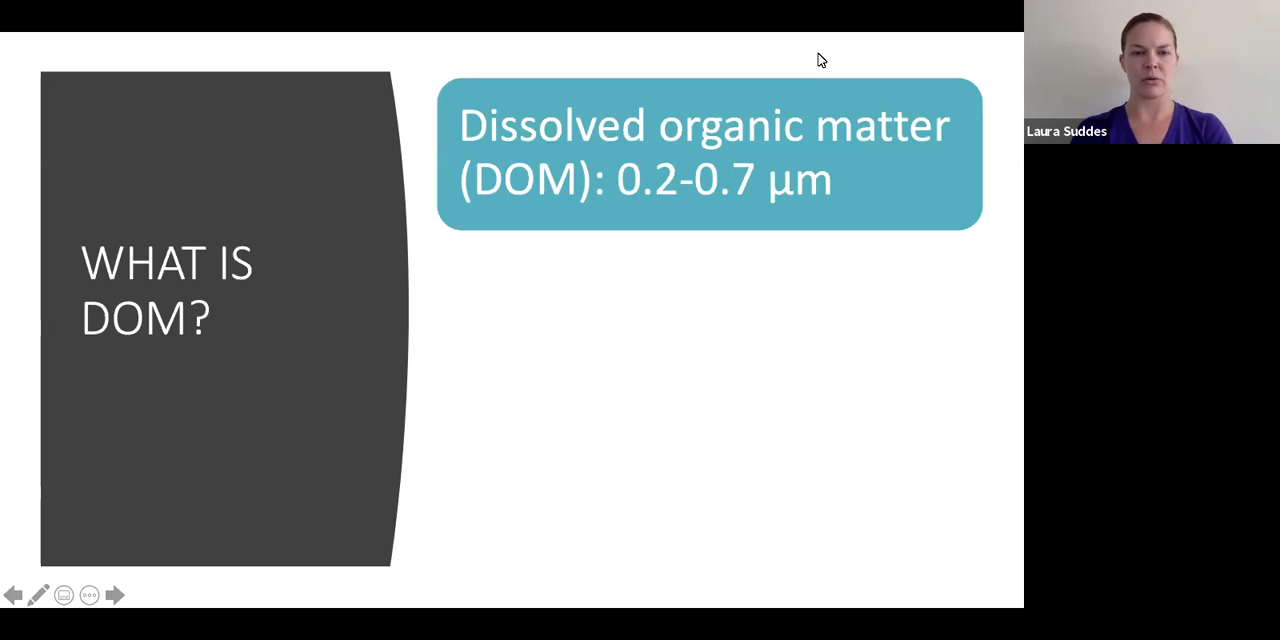 WHAT IS
DOM?
Dissolved organic matter
(DOM): 0.2-0.7 µm
Laura Suddes